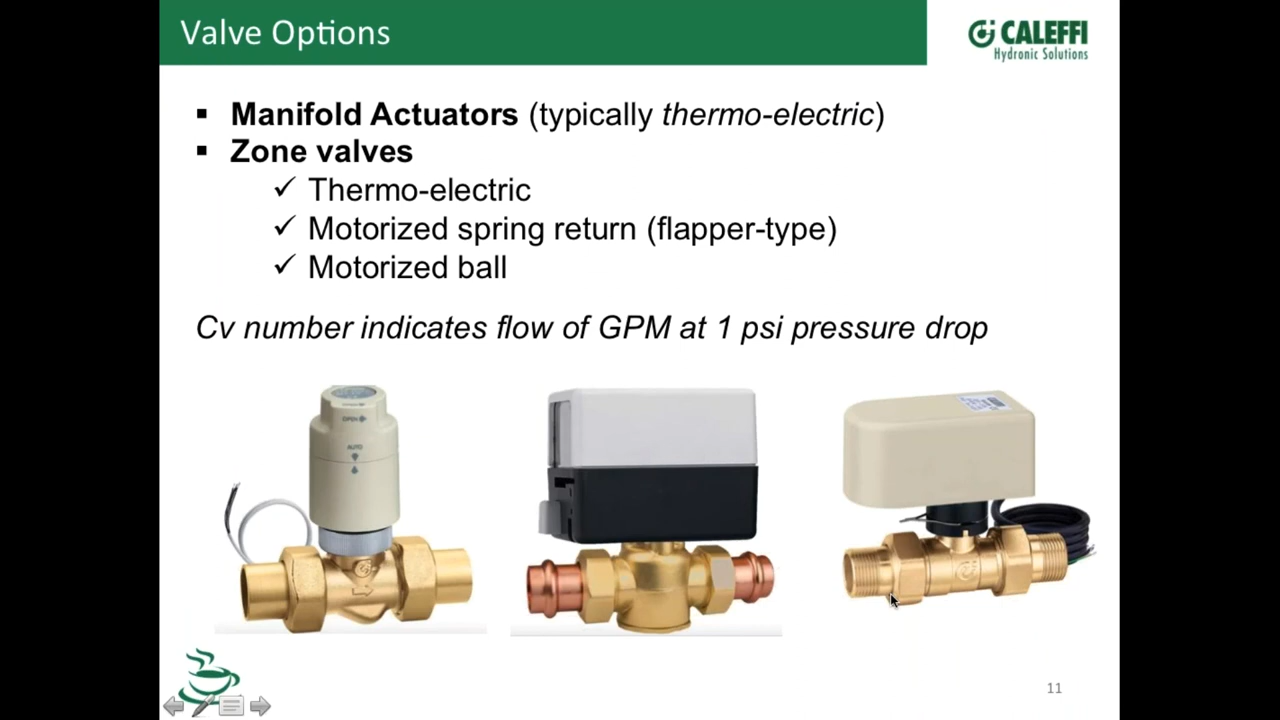 Valve Options
CALEFFI
Hydronic Solutions
▪ Manifold Actuators (typically thermo-electric)
▪ Zone valves
✓ Thermo-electric
✓ Motorized spring return (flapper-type)
✓ Motorized ball
Cv number indicates flow of GPM at 1 psi pressure drop
OPEN
AUTO
11